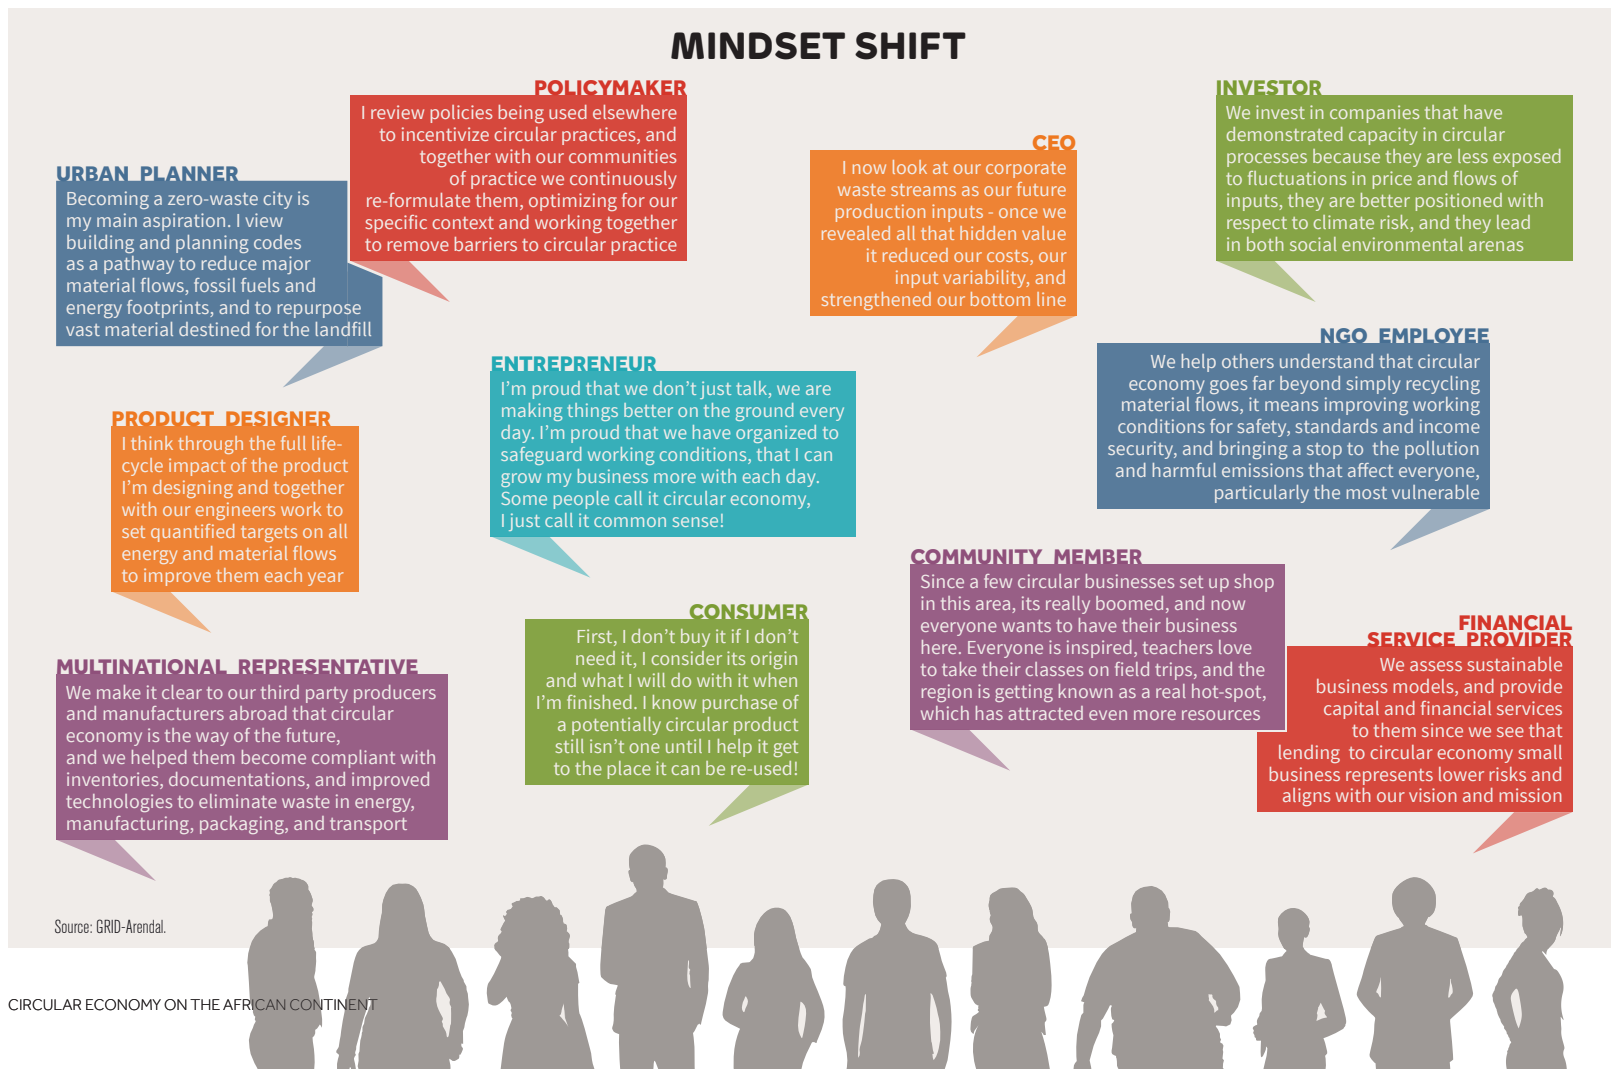 MINDSET SHIFT
POLICYMAKER
I review policies being used elsewhere
to incentivize circular practices, and
together with our communities
of practice we continuously
re-formulate them, optimizing for our
specific context and working together
to remove barriers to circular practice
INVESTOR
We invest in companies that have
demonstrated capacity in circular
processes because they are less exposed
to fluctuations in price and flows of
inputs, they are better positioned with
respect to climate risk, and they lead
in both social environmental arenas
CEO
I now look at our corporate
waste streams as our future
production inputs - once we
revealed all that hidden value
it reduced our costs, our
input variability, and
strengthened our bottom line
URBAN PLANNER
Becoming a zero-waste city is
my main aspiration. I view
building and planning codes
as a pathway to reduce major
material flows, fossil fuels and
energy footprints, and to repurpose
vast material destined for the landfill
NGO EMPLOYEE
We help others understand that circular
economy goes far beyond simply recycling
material flows, it means improving working
conditions for safety, standards and income
security, and bringing a stop to the pollution
and harmful emissions that affect everyone,
particularly the most vulnerable
ENTREPRENEUR
I'm proud that we don't just talk, we are
making things better on the ground every
day. I'm proud that we have organized to
safeguard working conditions, that I can
grow my business more with each day.
Some people call it circular economy,
I just call it common sense!
PRODUCT DESIGNER
I think through the full life-
cycle impact of the product
I'm designing and together
with our engineers work to
set quantified targets on all
energy and material flows
to improve them each year
COMMUNITY MEMBER
Since a few circular businesses set up shop
in this area, its really boomed, and now
everyone wants to have their business
here. Everyone is inspired, teachers love
to take their classes on field trips, and the
region is getting known as a real hot-spot,
which has attracted even more resources
CONSUMER
First, I don't buy it if I don't
need it, I consider its origin
and what I will do with it when
I'm finished. I know purchase of
a potentially circular product
still isn't one until I help it get
to the place it can be re-used!
FINANCIAL
SERVICE PROVIDER
We assess sustainable
business models, and provide
capital and financial services
to them since we see that
lending to circular economy small
business represents lower risks and
aligns with our vision and mission
MULTINATIONAL REPRESENTATIVE
We make it clear to our third party producers
and manufacturers abroad that circular
economy is the way of the future,
and we helped them become compliant with
inventories, documentations, and improved
technologies to eliminate waste in energy,
manufacturing, packaging, and transport
Source: GRID-Arendal.
CIRCULAR ECONOMY ON THE AFRICAN CONTINENT